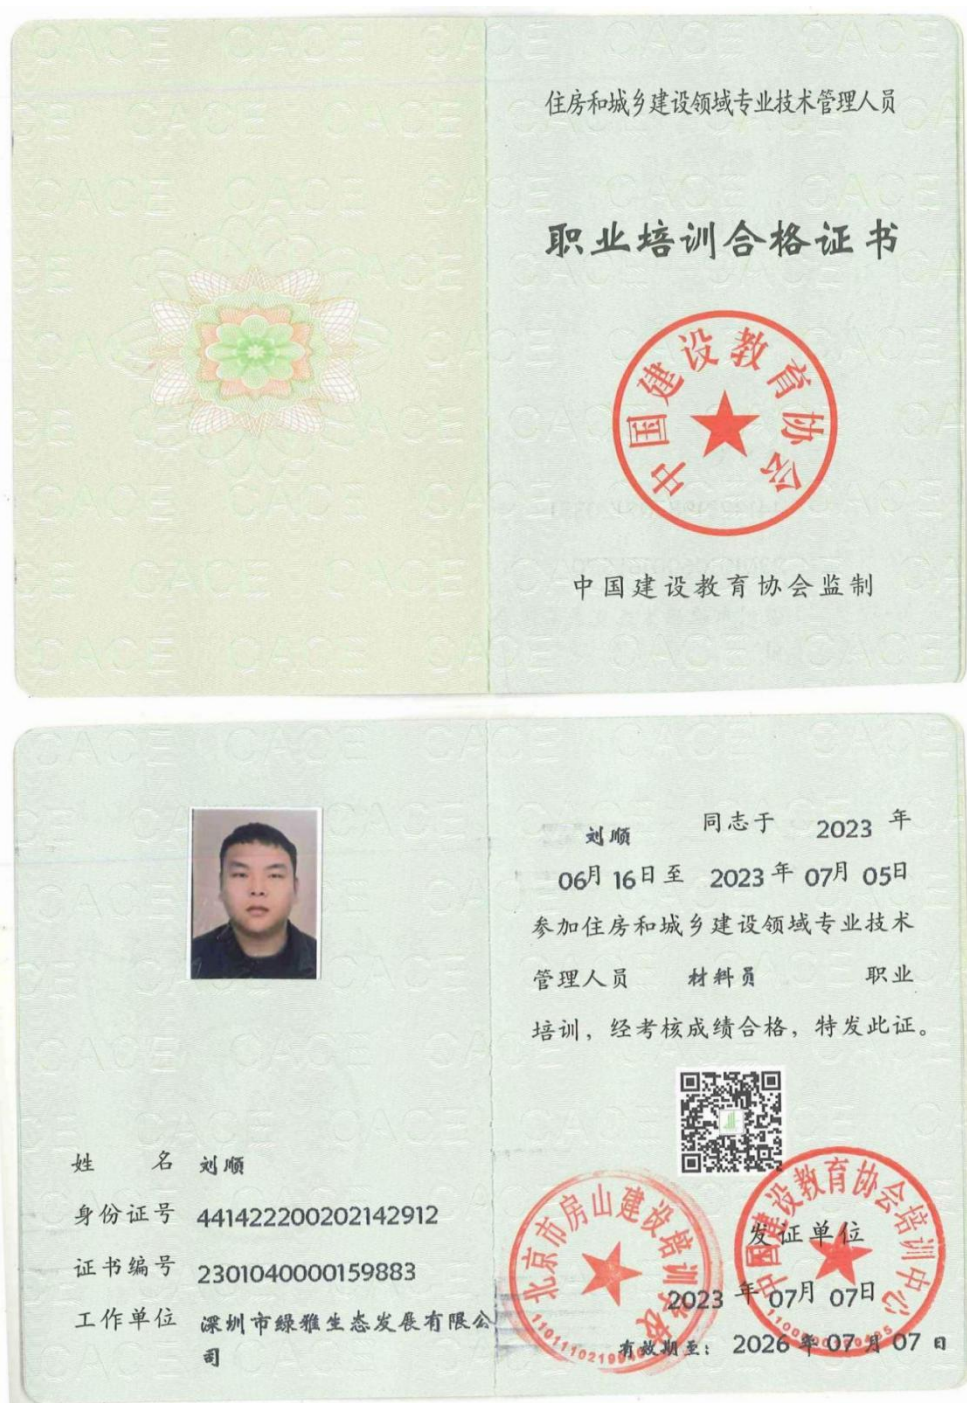 住房和城乡建设领域专业技术管理人员
职业培训合格证书
中国建设教育协会
中国建设教育协会监制
刘顺 同志于 2023 年
06月 16日至 2023 年 07月 05日
参加住房和城乡建设领域专业技术
管理人员 材料员 职业
培训，经考核成绩合格，特发此证。
姓 名 刘顺
身份证号 441422200202142912
证书编号 2301040000159883
工作单位 深圳市绿雅生态发展有限公
司
北京市房山建设培训学校
中国建设教育协会培训中心
发证单位
2023 年 07月 07日
有效期至： 2026 年 07 月 07 日
CACE